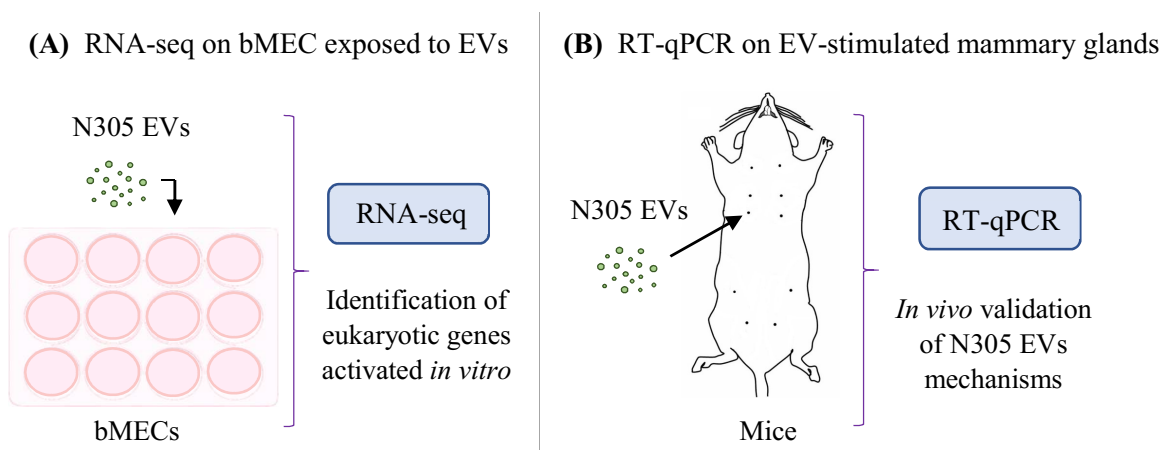 (A) RNA-seq on bMEC exposed to EVs
N305 EVs
RNA-seq
Identification of
eukaryotic genes
activated in vitro
bMECs
(B) RT-qPCR on EV-stimulated mammary glands
N305 EVs
RT-qPCR
In vivo validation
of N305 EVs
mechanisms
Mice